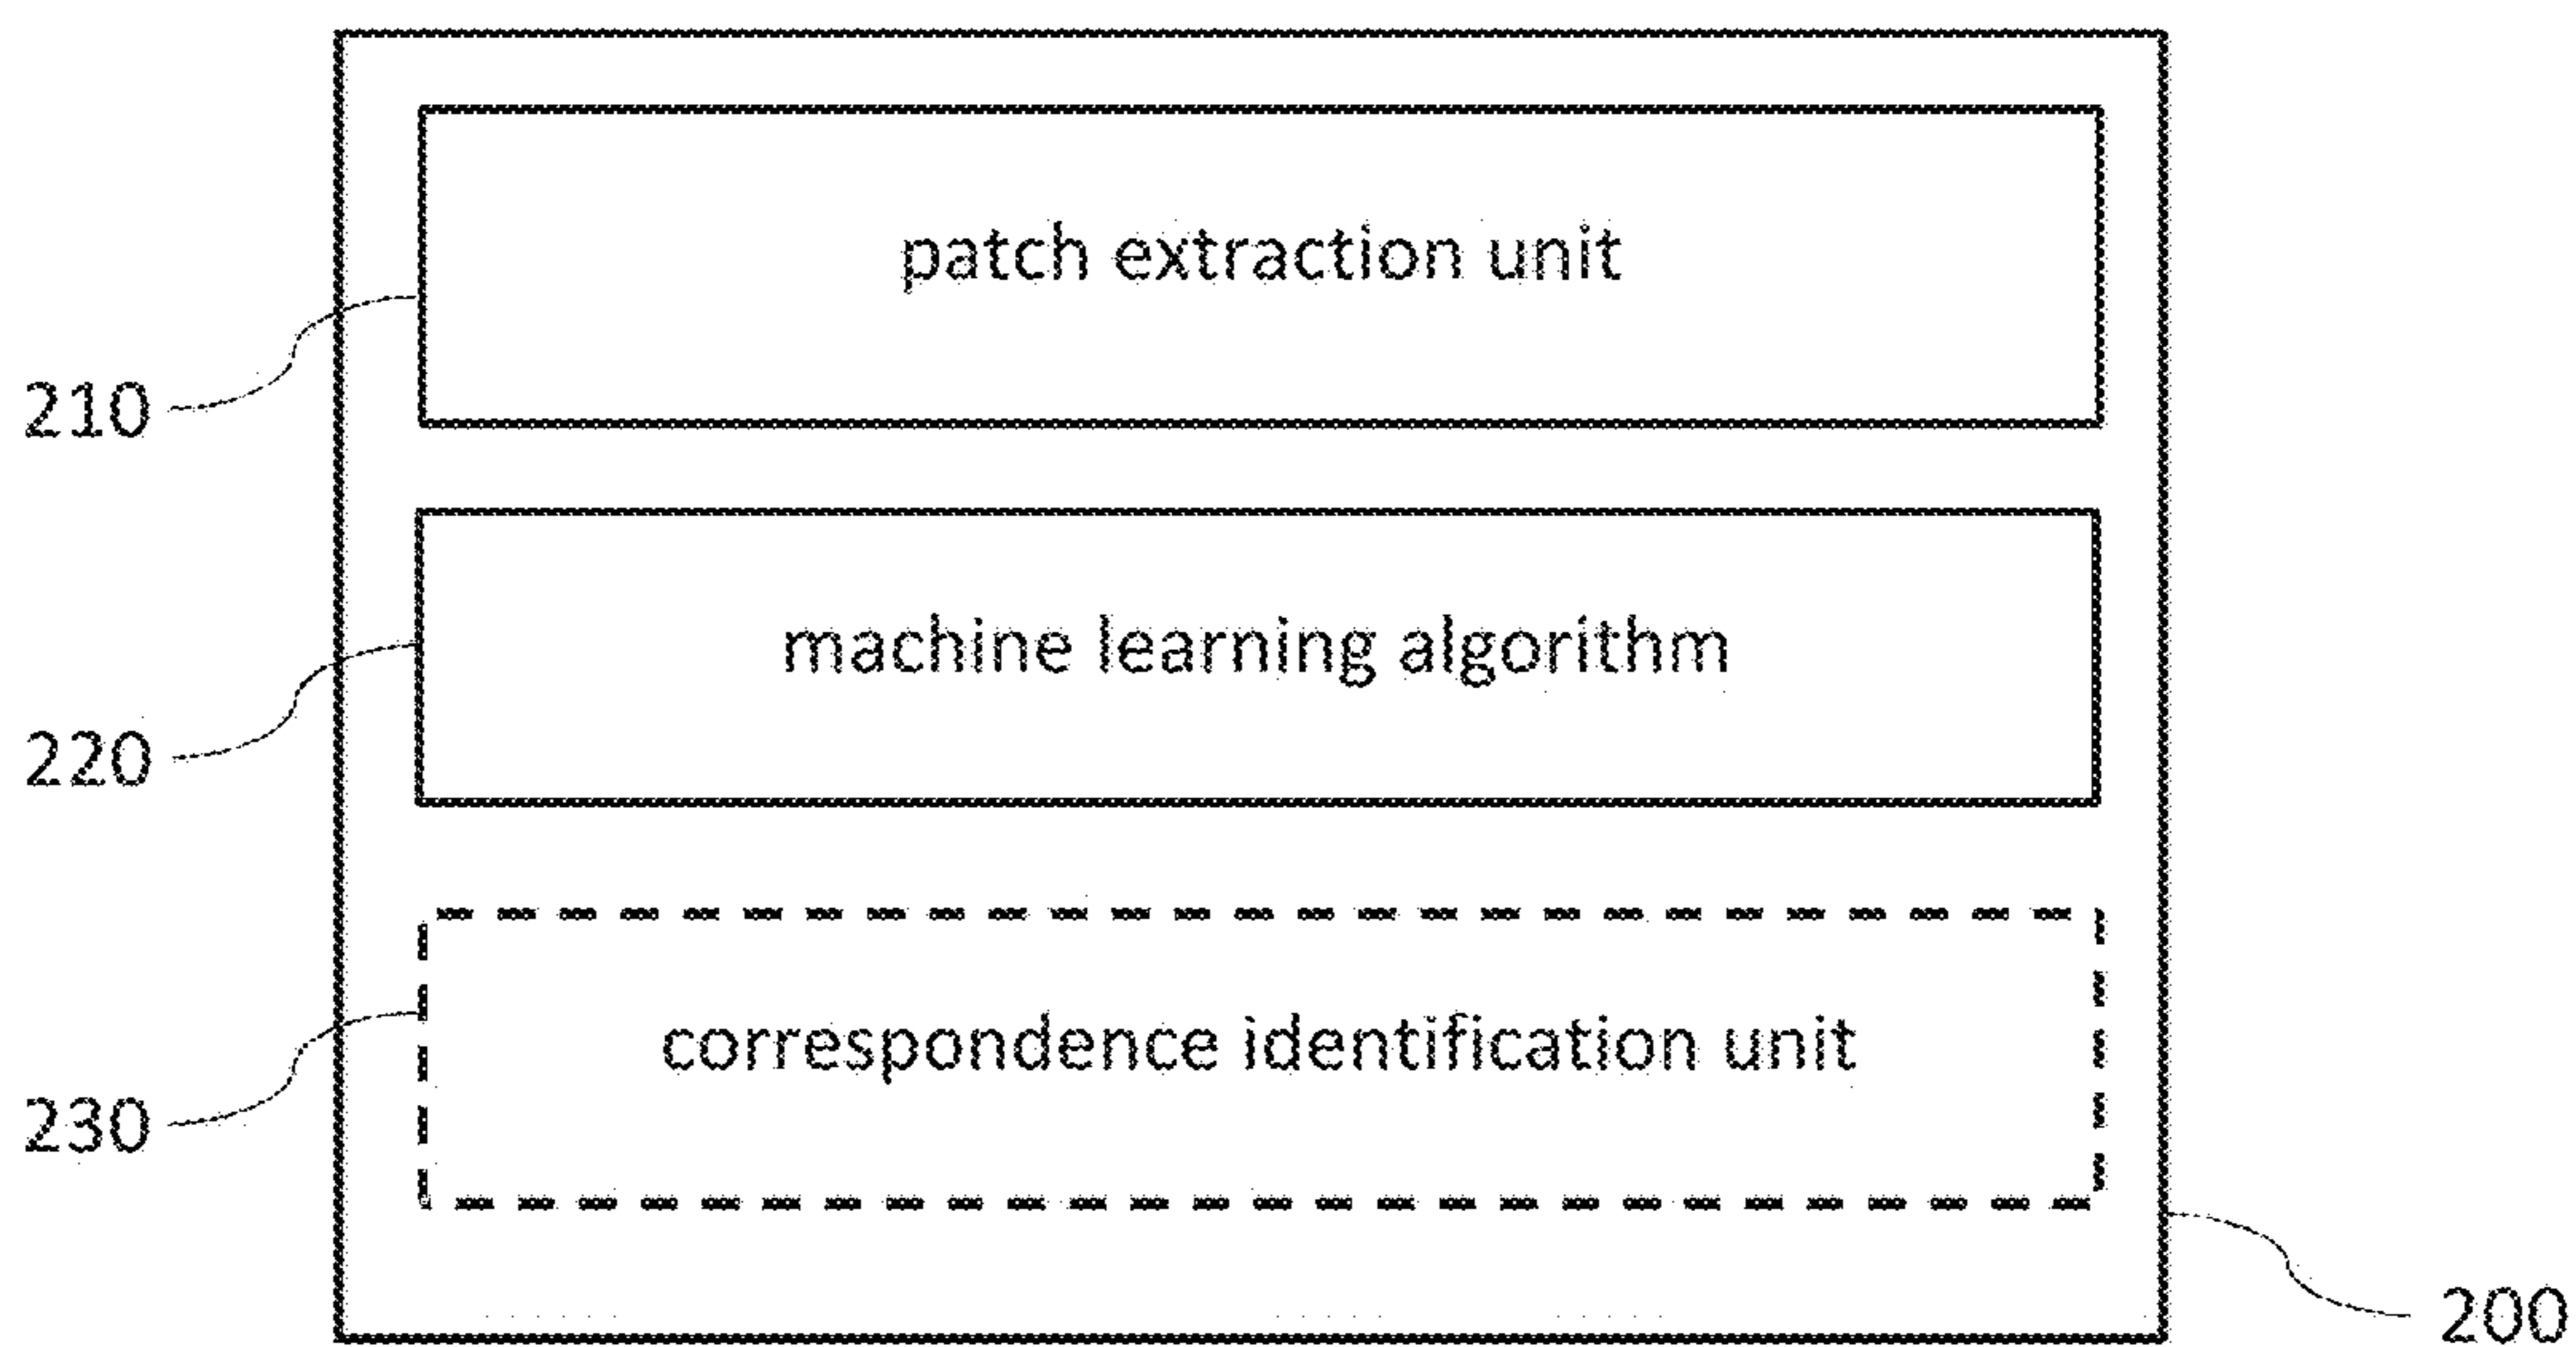 patch extraction unit
210
machine learning algorithm
220
correspondence identification unit
230
200